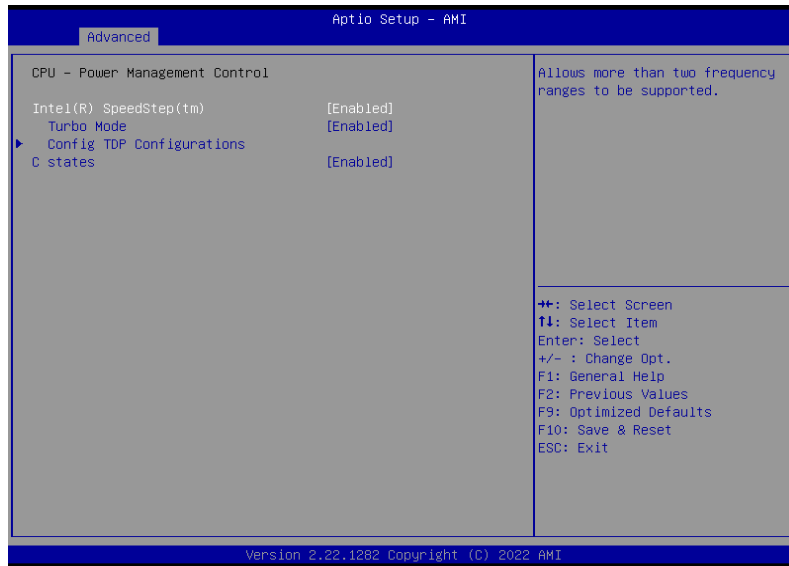 Aptio Setup - AMI
Advanced
CPU - Power Management Control
Intel(R) SpeedStep(tm) [Enabled]
Turbo Mode [Enabled]
Config TDP Configurations
C states [Enabled]
Allows more than two frequency
ranges to be supported.
→←: Select Screen
↑↓: Select Item
Enter: Select
+/- : Change Opt.
F1: General Help
F2: Previous Values
F9: Optimized Defaults
F10: Save & Reset
ESC: Exit
Version 2.22.1282 Copyright (C) 2022 AMI